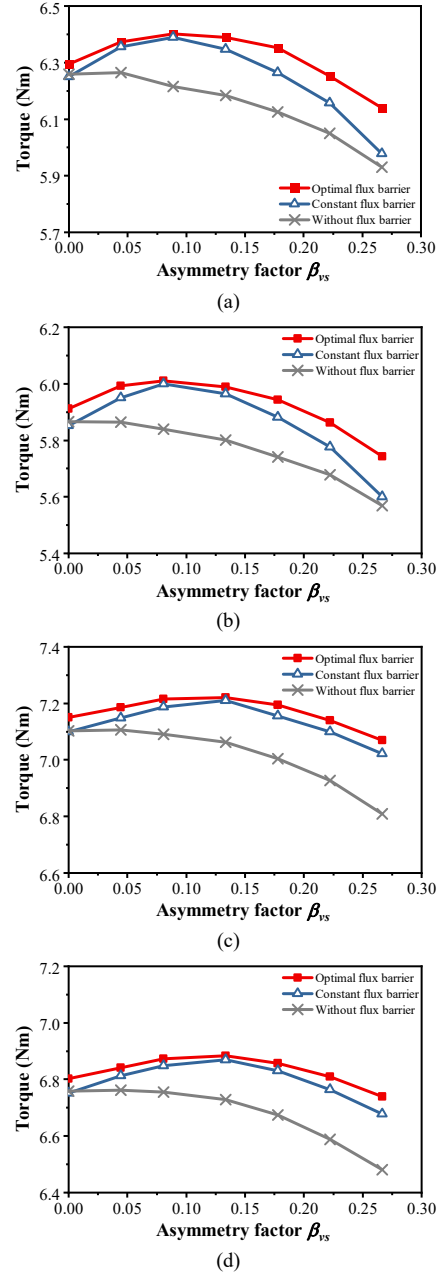 6.5
6.3
6.1
5.9
5.7
Torque (Nm)
Optimal flux barrier
Constant flux barrier
Without flux barrier
0.00 0.05 0.10 0.15 0.20 0.25 0.30
Asymmetry factor βvs
(a)
6.2
6.0
5.8
5.6
5.4
Torque (Nm)
Optimal flux barrier
Constant flux barrier
Without flux barrier
0.00 0.05 0.10 0.15 0.20 0.25 0.30
Asymmetry factor βvs
(b)
7.4
7.2
7.0
6.8
6.6
Torque (Nm)
Optimal flux barrier
Constant flux barrier
Without flux barrier
0.00 0.05 0.10 0.15 0.20 0.25 0.30
Asymmetry factor βvs
(c)
7.2
7.0
6.8
6.6
6.4
Torque (Nm)
Optimal flux barrier
Constant flux barrier
Without flux barrier
0.00 0.05 0.10 0.15 0.20 0.25 0.30
Asymmetry factor βvs
(d)